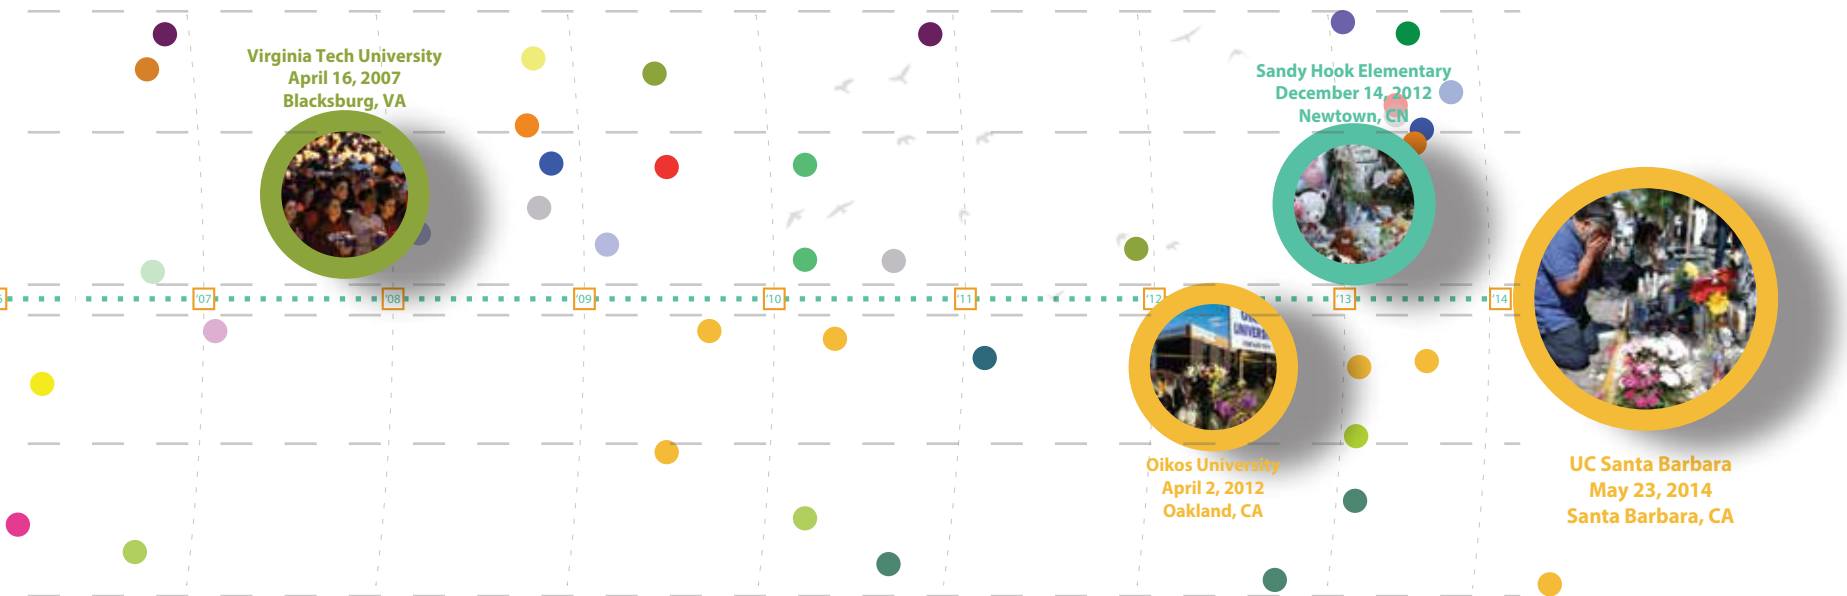 Virginia Tech University
April 16, 2007
Blacksburg, VA
Sandy Hook Elementary
December 14, 2012
Newtown, CN
'07
'08
'09
'10
'11
'12
'13
'14
UNIVERS
Oikos University
April 2, 2012
Oakland, CA
UC Santa Barbara
May 23, 2014
Santa Barbara, CA